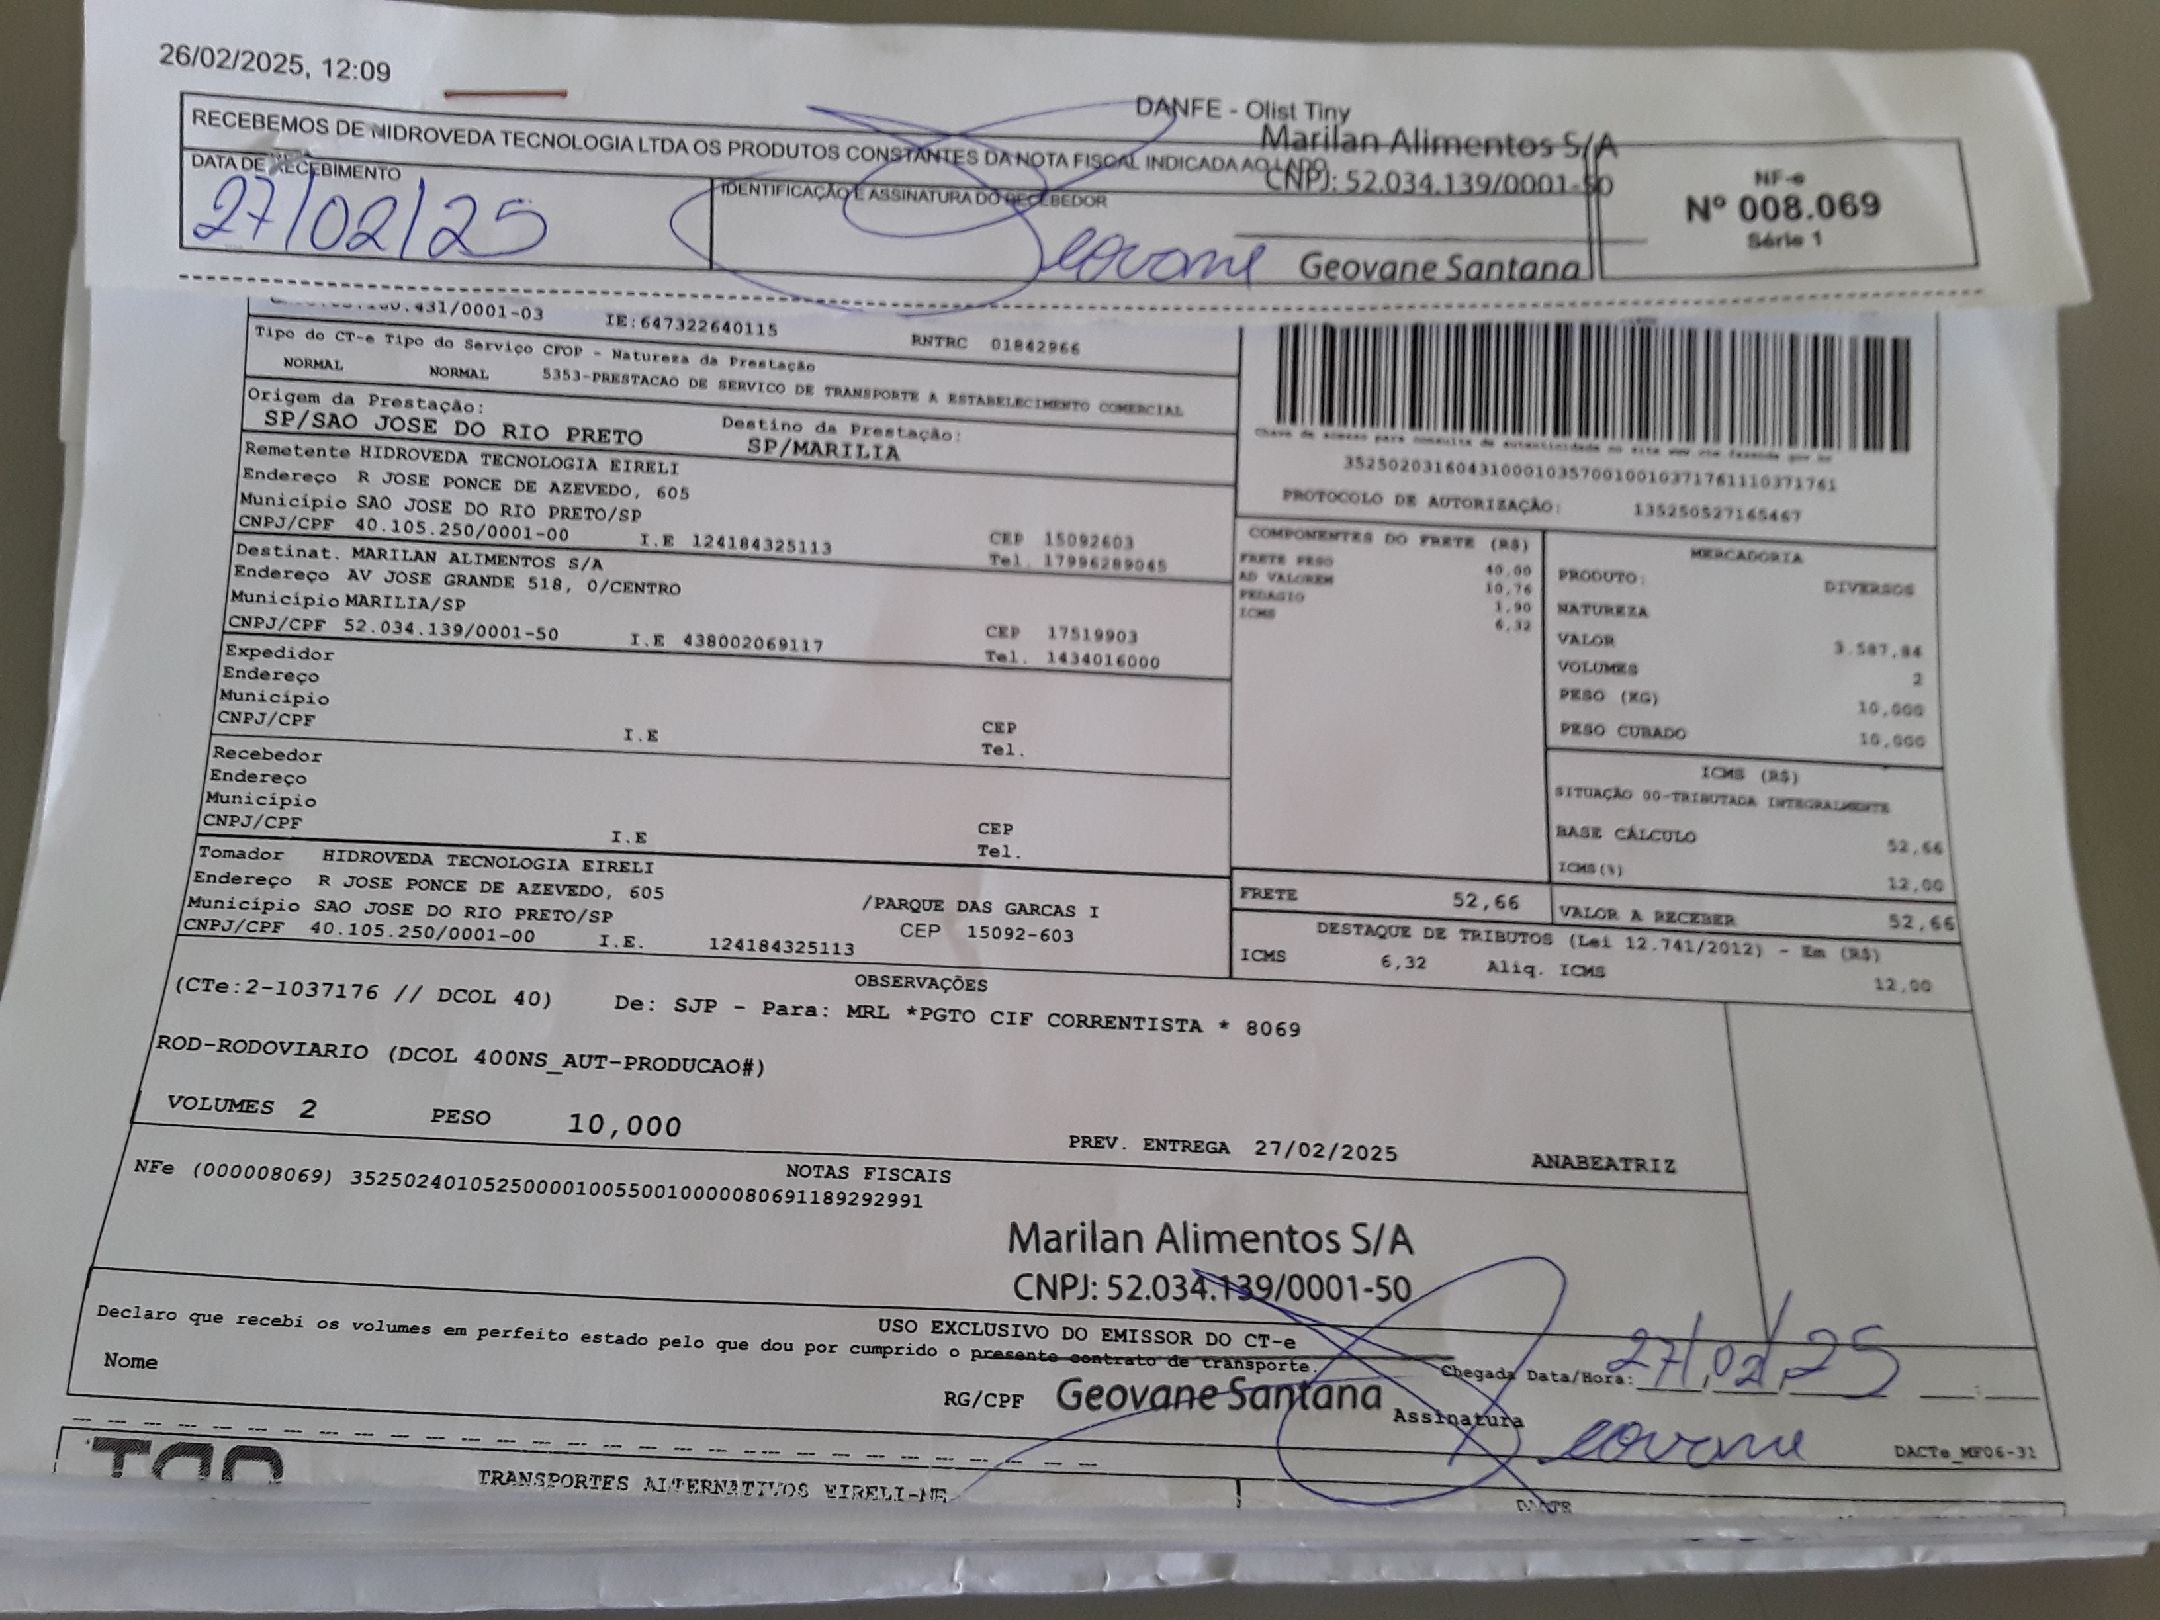 26/02/2025, 12:09
DANFE - Olist Tiny
RECEBEMOS DE HIDROVEDA TECNOLOGIA LTDA OS PRODUTOS CONSTANTES DA NOTA FISCAL INDICADA AO LADO
Marilan Alimentos S/A
CNPJ: 52.034.139/0001-50
DATA DE RECEBIMENTO
27/02/25
IDENTIFICAÇÃO E ASSINATURA DO RECEBEDOR
Geovane
Geovane Santana
NF-e
Nº 008.069
Série 1
.431/0001-03 IE:647322640115 RNTRC 01842966
Tipo do CT-e Tipo do Serviço CFOP - Natureza da Prestação
NORMAL NORMAL 5353-PRESTACAO DE SERVICO DE TRANSPORTE A ESTABELECIMENTO COMERCIAL
Origem da Prestação: Destino da Prestação:
SP/SAO JOSE DO RIO PRETO SP/MARILIA
Remetente HIDROVEDA TECNOLOGIA EIRELI
Endereço R JOSE PONCE DE AZEVEDO, 605
Município SAO JOSE DO RIO PRETO/SP CEP 15092603
CNPJ/CPF 40.105.250/0001-00 I.E 124184325113 Tel. 17996289045
Destinat. MARILAN ALIMENTOS S/A
Endereço AV JOSE GRANDE 518, 0/CENTRO
Município MARILIA/SP CEP 17519903
CNPJ/CPF 52.034.139/0001-50 I.E 438002069117 Tel. 1434016000
Expedidor
Endereço
Município CEP
CNPJ/CPF I.E Tel.
Recebedor
Endereço
Município CEP
CNPJ/CPF I.E Tel.
Tomador HIDROVEDA TECNOLOGIA EIRELI
Endereço R JOSE PONCE DE AZEVEDO, 605 /PARQUE DAS GARCAS I
Município SAO JOSE DO RIO PRETO/SP CEP 15092-603
CNPJ/CPF 40.105.250/0001-00 I.E. 124184325113
Chave de acesso para consulta de autenticidade no site www.cte.fazenda.gov.br
35250203160431000103570010010371761110371761
PROTOCOLO DE AUTORIZAÇÃO: 135250527165467
COMPONENTES DO FRETE (R$)
FRETE PESO 40,00
AD VALOREM 10,76
PEDAGIO 1,90
ICMS 6,32
MERCADORIA
PRODUTO: DIVERSOS
NATUREZA
VALOR 3.587,84
VOLUMES 2
PESO (KG) 10,000
PESO CUBADO 10,000
ICMS (R$)
SITUAÇÃO 00-TRIBUTADA INTEGRALMENTE
BASE CÁLCULO 52,66
ICMS(%) 12,00
FRETE 52,66 VALOR A RECEBER 52,66
DESTAQUE DE TRIBUTOS (Lei 12.741/2012) - Em (R$)
ICMS 6,32 Aliq. ICMS 12,00
OBSERVAÇÕES
(CTe:2-1037176 // DCOL 40) De: SJP - Para: MRL *PGTO CIF CORRENTISTA * 8069
ROD-RODOVIARIO (DCOL 400NS_AUT-PRODUCAO#)
VOLUMES 2 PESO 10,000 PREV. ENTREGA 27/02/2025 ANABEATRIZ
NOTAS FISCAIS
NFe (000008069) 35250240105250000100550010000080691189292991
Marilan Alimentos S/A
CNPJ: 52.034.139/0001-50
USO EXCLUSIVO DO EMISSOR DO CT-e
Declaro que recebi os volumes em perfeito estado pelo que dou por cumprido o presente contrato de transporte.
Chegada Data/Hora: 27/02/25
Nome RG/CPF Geovane Santana Assinatura Geovane
DACTe_MF06-31
TRANSPORTES ALTERNATIVOS EIRELI-ME